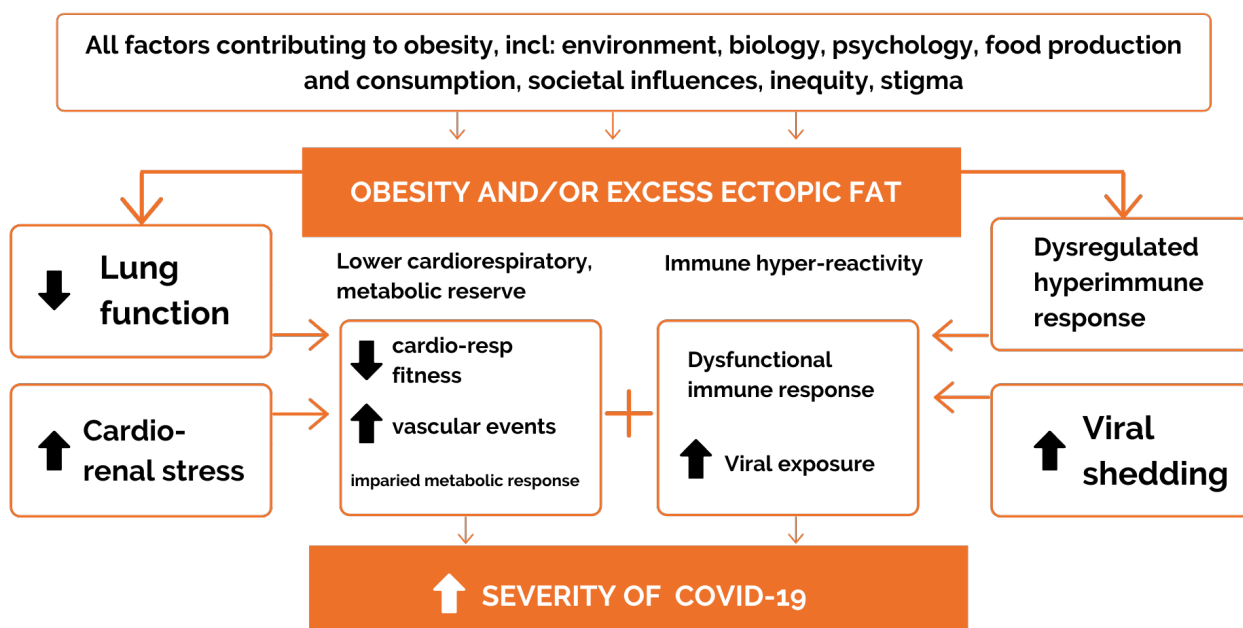 All factors contributing to obesity, incl: environment, biology, psychology, food production
and consumption, societal influences, inequity, stigma
OBESITY AND/OR EXCESS ECTOPIC FAT
Lung
function
Cardio-
renal stress
Lower cardiorespiratory,
metabolic reserve
cardio-resp
fitness
vascular events
imparied metabolic response
Immune hyper-reactivity
Dysfunctional
immune response
Viral exposure
Dysregulated
hyperimmune
response
Viral
shedding
SEVERITY OF COVID-19